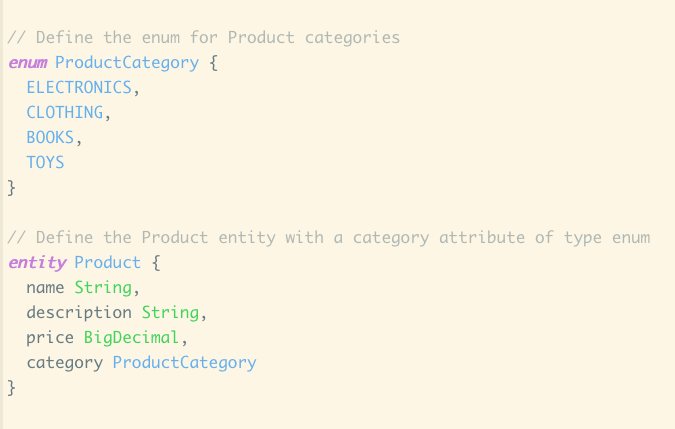 // Define the enum for Product categories
enum ProductCategory {
  ELECTRONICS,
  CLOTHING,
  BOOKS,
  TOYS
}

// Define the Product entity with a category attribute of type enum
entity Product {
  name String,
  description String,
  price BigDecimal,
  category ProductCategory
}